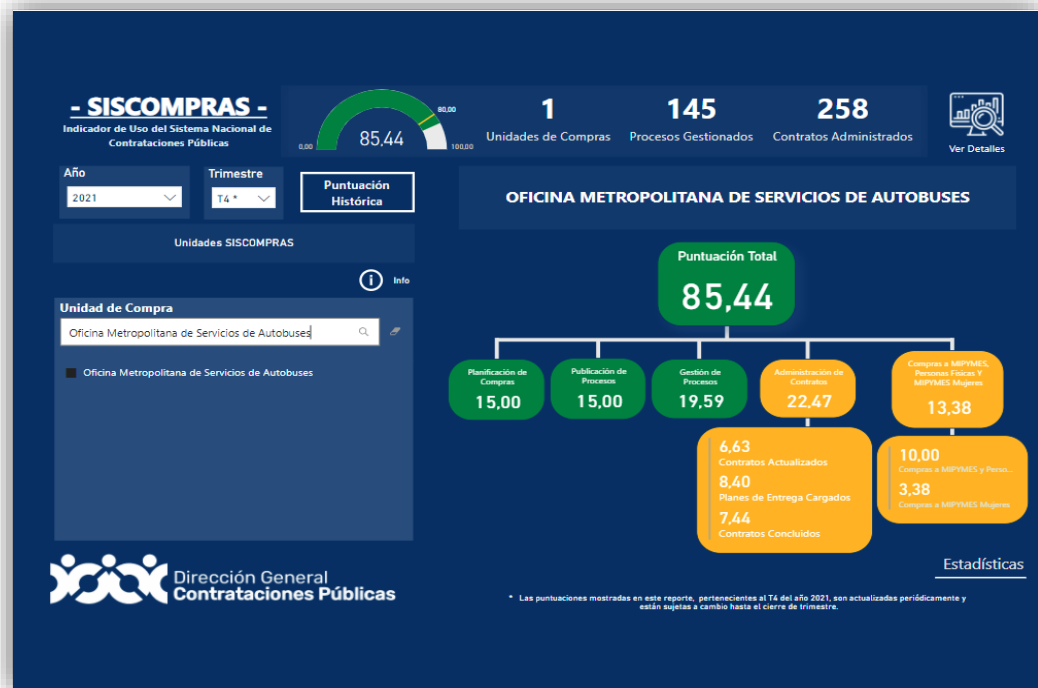 - SISCOMPRAS -
Indicador de Uso del Sistema Nacional de
Contrataciones Públicas
0,00
85,44
80,00
100,00
1
Unidades de Compras
145
Procesos Gestionados
258
Contratos Administrados
Ver Detalles
Año
2021
Trimestre
T4 *
Puntuación
Histórica
OFICINA METROPOLITANA DE SERVICIOS DE AUTOBUSES
Unidades SISCOMPRAS
Info
Unidad de Compra
Oficina Metropolitana de Servicios de Autobuses
Oficina Metropolitana de Servicios de Autobuses
Puntuación Total
85,44
Planificación de
Compras
15,00
Publicación de
Procesos
15,00
Gestión de
Procesos
19,59
Administración de
Contratos
22,47
Compras a MIPYMES,
Personas Físicas Y
MIPYMES Mujeres
13,38
6,63
Contratos Actualizados
8,40
Planes de Entrega Cargados
7,44
Contratos Concluidos
10,00
Compras a MIPYMES y Perso...
3,38
Compras a MIPYMES Mujeres
Dirección General
Contrataciones Públicas
Estadísticas
* Las puntuaciones mostradas en este reporte, pertenecientes al T4 del año 2021, son actualizadas periódicamente y
están sujetas a cambio hasta el cierre de trimestre.